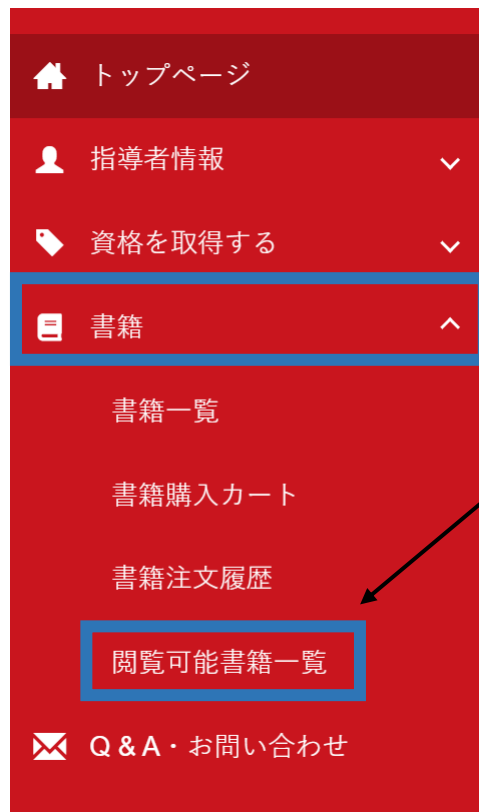 トップページ
指導者情報
資格を取得する
書籍
書籍一覧
書籍購入カート
書籍注文履歴
閲覧可能書籍一覧
Q&A・お問い合わせ